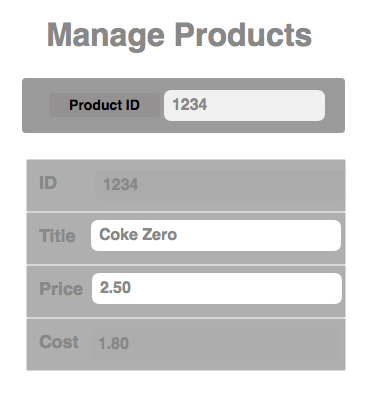 Manage Products
Product ID 1234
ID 1234
Title Coke Zero
Price 2.50
Cost 1.80